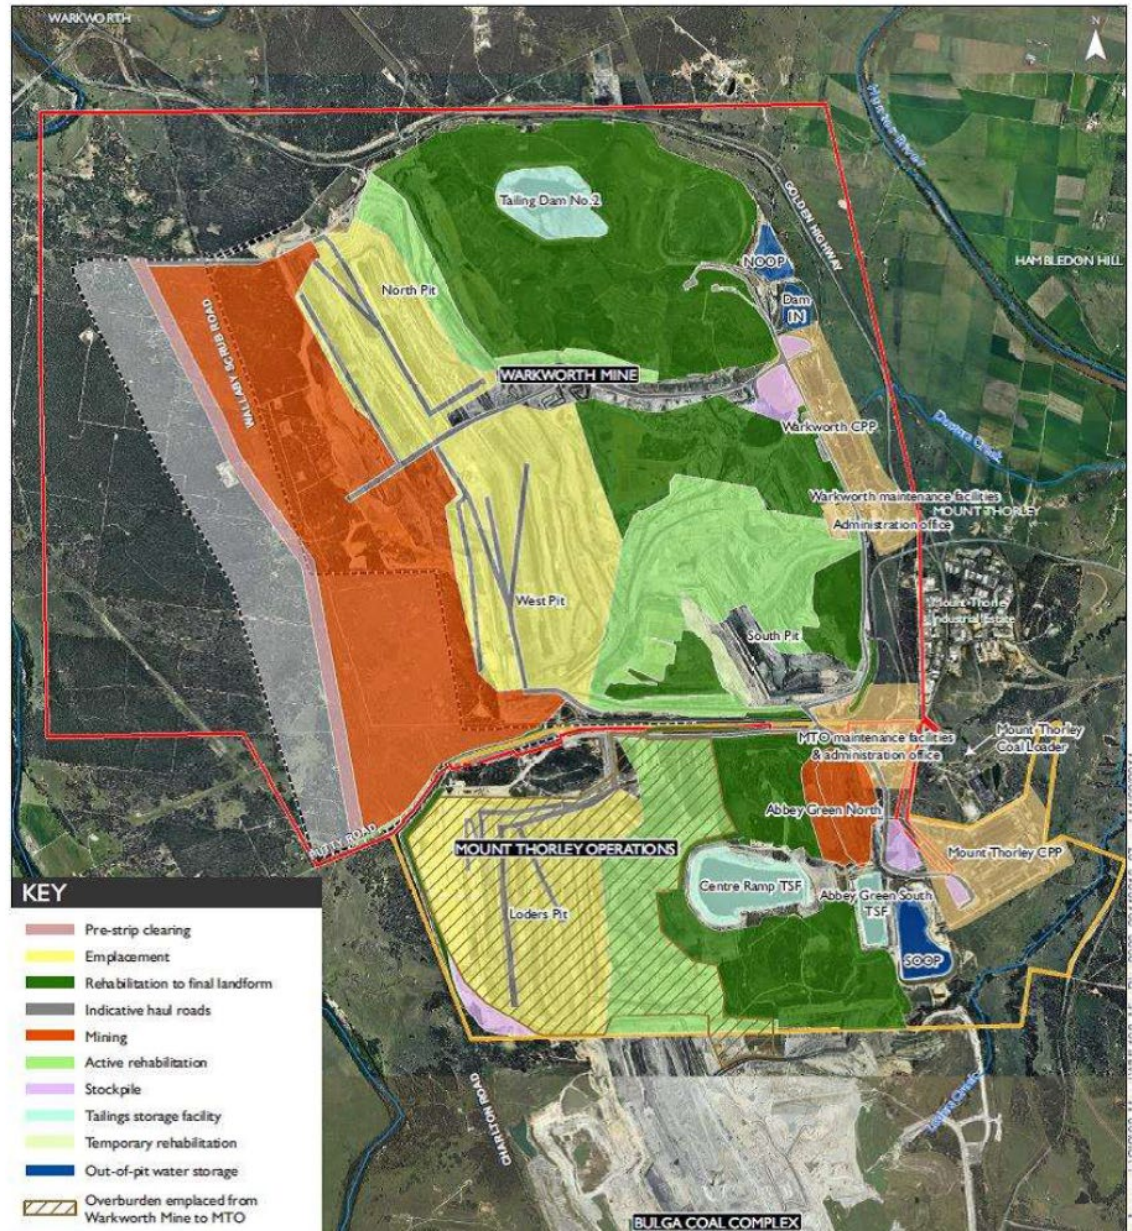 WARKWORTH
N
Hunter River
GOLDEN HIGHWAY
Tailing Dam No.2
NOOP
HAMBLEDON HILL
North Pit
Dam
IN
WALLABY SCRUB ROAD
WARKWORTH MINE
Doctors Creek
Warkworth CPP
Warkworth maintenance facilities
MOUNT THORLEY
Administration office
West Pit
Mount Thorley
Industrial Estate
South Pit
MTO maintenance facilities
& administration office
Mount Thorley
Coal Loader
Abbey Green North
PUTTY ROAD
MOUNT THORLEY OPERATIONS
Mount Thorley CPP
Centre Ramp TSF
Abbey Green South
TSF
Loders Pit
SOOP
CHARLTON ROAD
Creek
BULGA COAL COMPLEX
KEY
Pre-strip clearing
Emplacement
Rehabilitation to final landform
Indicative haul roads
Mining
Active rehabilitation
Stockpile
Tailings storage facility
Temporary rehabilitation
Out-of-pit water storage
Overburden emplaced from
Warkworth Mine to MTO